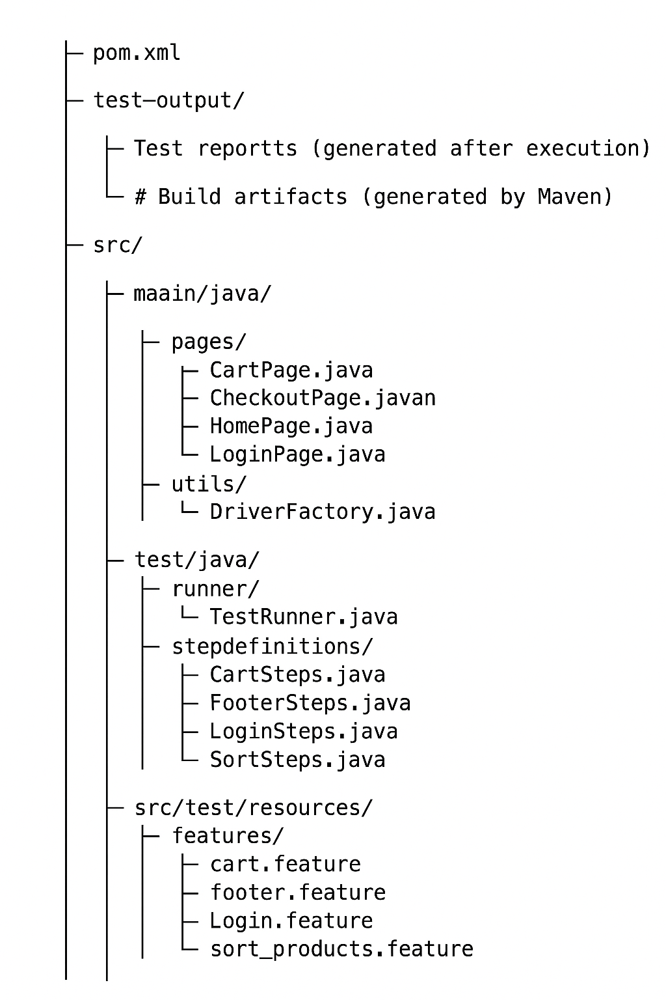 pom.xml
test–output/
Test reportts (generated after execution)
# Build artifacts (generated by Maven)
src/
maain/java/
pages/
CartPage.java
CheckoutPage.javan
HomePage.java
LoginPage.java
utils/
DriverFactory.java
test/java/
runner/
TestRunner.java
stepdefinitions/
CartSteps.java
FooterSteps.java
LoginSteps.java
SortSteps.java
src/test/resources/
features/
cart.feature
footer.feature
Login.feature
sort_products.feature